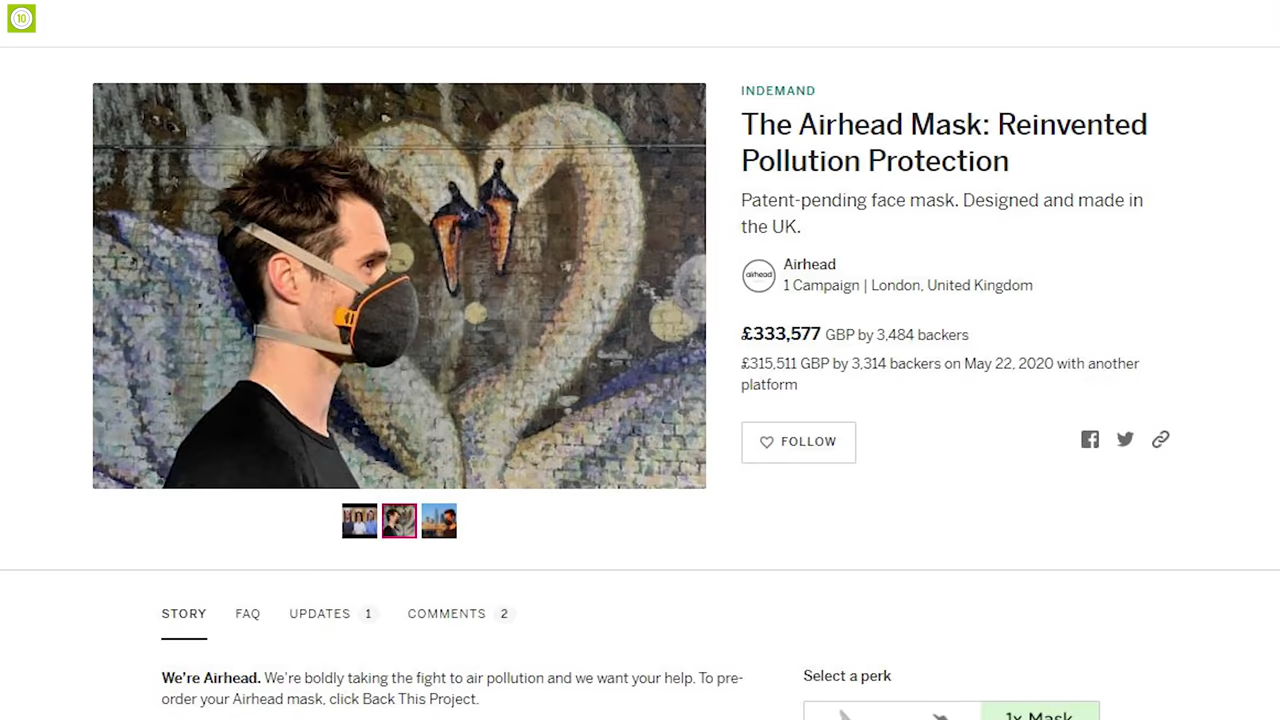 10
INDEMAND
The Airhead Mask: Reinvented
Pollution Protection
Patent-pending face mask. Designed and made in
the UK.
airhead
Airhead
1 Campaign | London, United Kingdom
£333,577 GBP by 3,484 backers
£315,511 GBP by 3,314 backers on May 22, 2020 with another
platform
FOLLOW
STORY FAQ UPDATES 1 COMMENTS 2
We're Airhead. We're boldly taking the fight to air pollution and we want your help. To pre-
order your Airhead mask, click Back This Project.
Select a perk
1x Mask